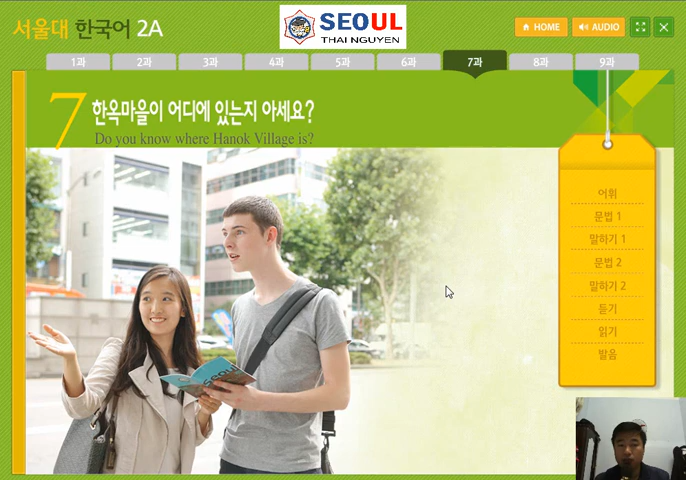 서울대 한국어 2A
SEOUL
THAI NGUYEN
HOME
AUDIO
1과
2과
3과
4과
5과
6과
7과
8과
9과
7 한옥마을이 어디에 있는지 아세요?
Do you know where Hanok Village is?
어휘
문법 1
말하기 1
문법 2
말하기 2
듣기
읽기
발음